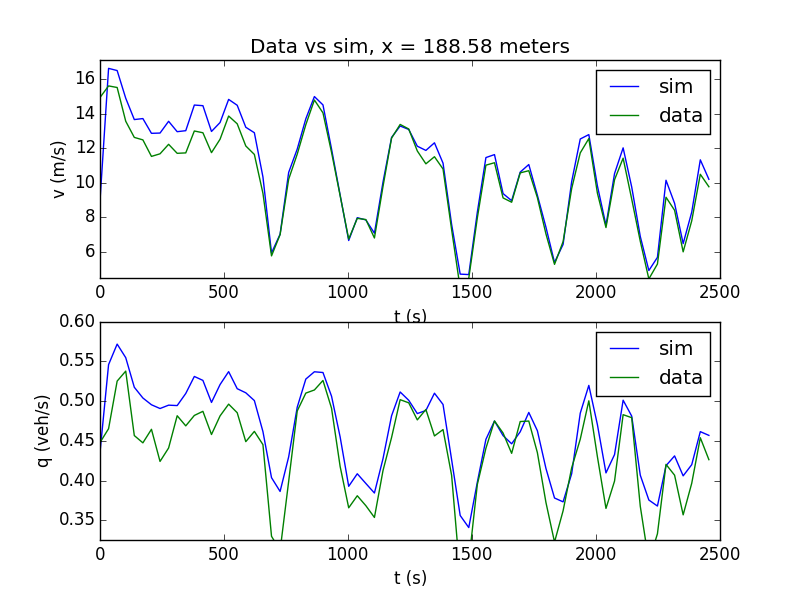 Data vs sim, x = 188.58 meters
v (m/s)
16
14
12
10
8
6
sim
data
0
500
1000
1500
2000
2500
t (s)
q (veh/s)
0.60
0.55
0.50
0.45
0.40
0.35
sim
data
0
500
1000
1500
2000
2500
t (s)